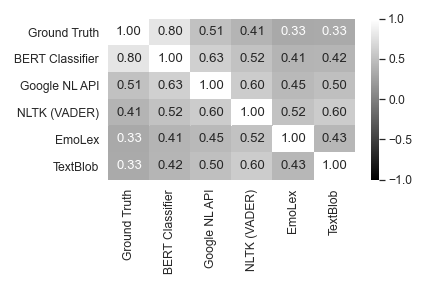 Ground Truth 1.00 0.80 0.51 0.41 0.33 0.33
BERT Classifier 0.80 1.00 0.63 0.52 0.41 0.42
Google NL API 0.51 0.63 1.00 0.60 0.45 0.50
NLTK (VADER) 0.41 0.52 0.60 1.00 0.52 0.60
EmoLex 0.33 0.41 0.45 0.52 1.00 0.43
TextBlob 0.33 0.42 0.50 0.60 0.43 1.00
Ground Truth
BERT Classifier
Google NL API
NLTK (VADER)
EmoLex
TextBlob
1.0
0.5
0.0
−0.5
−1.0